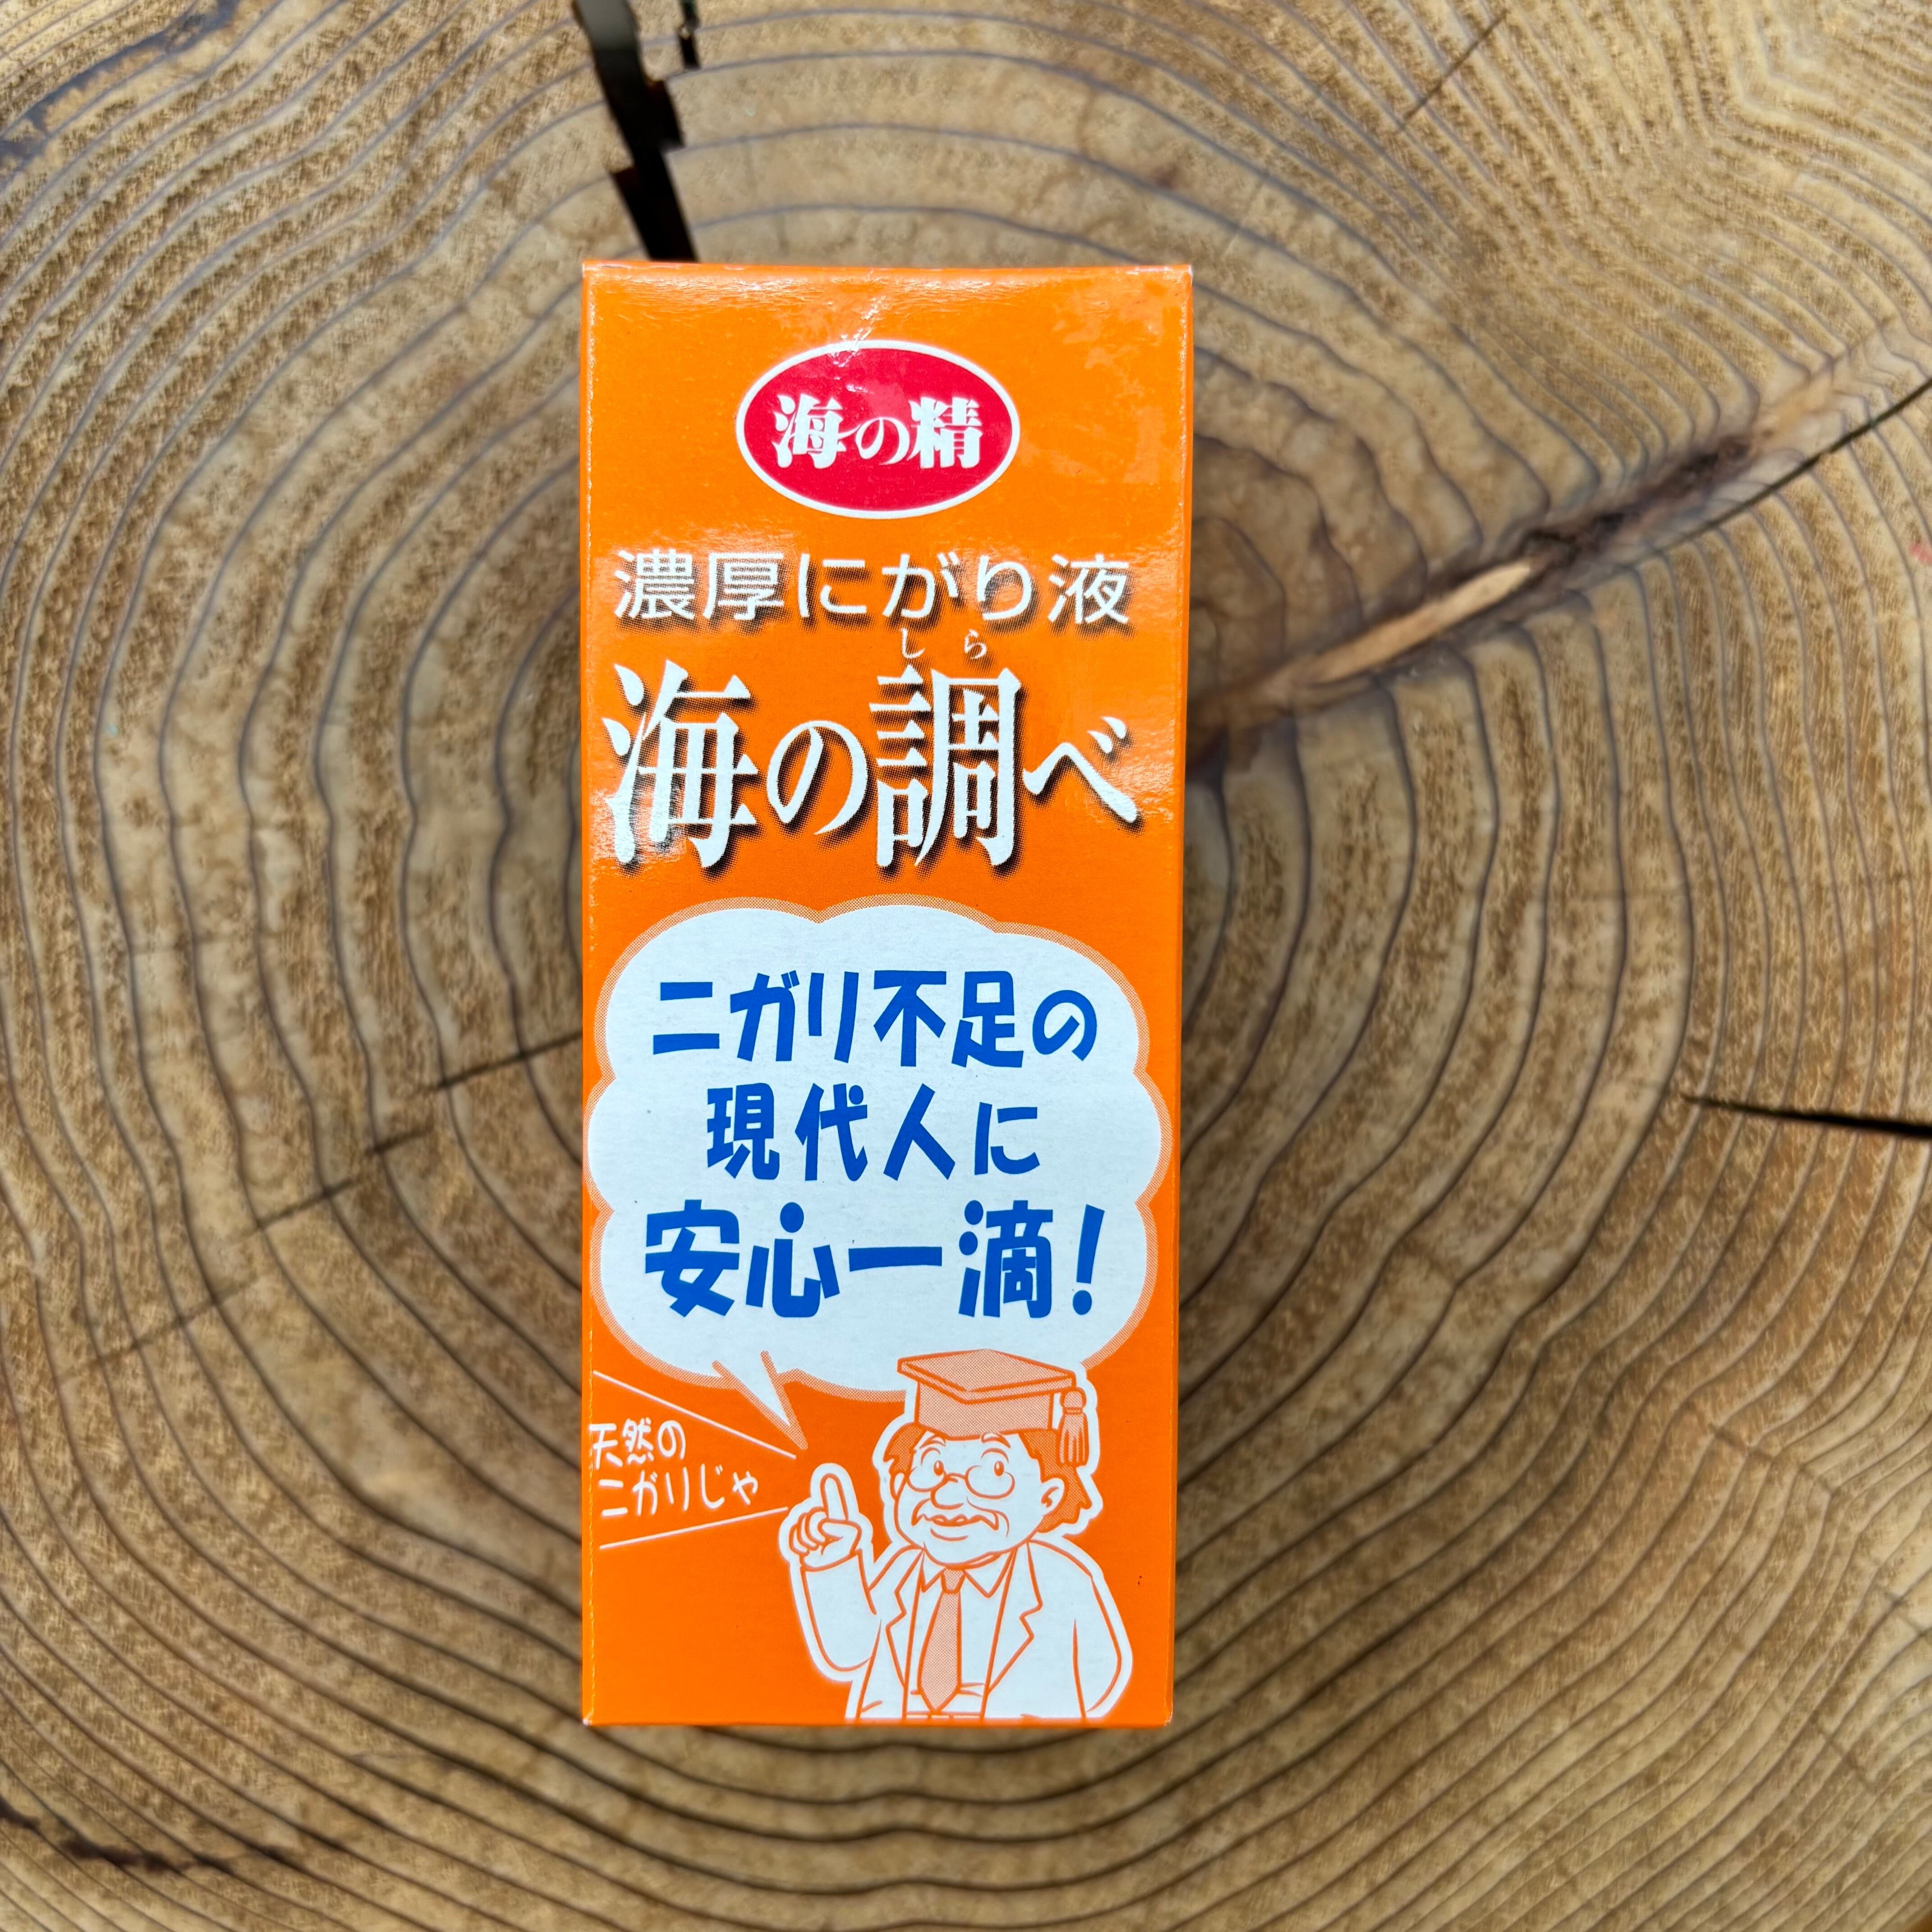 海の精
濃厚にがり液
しら
海の調べ
ニガリ不足の
現代人に
安心一滴!
天然の
ニガリじゃ